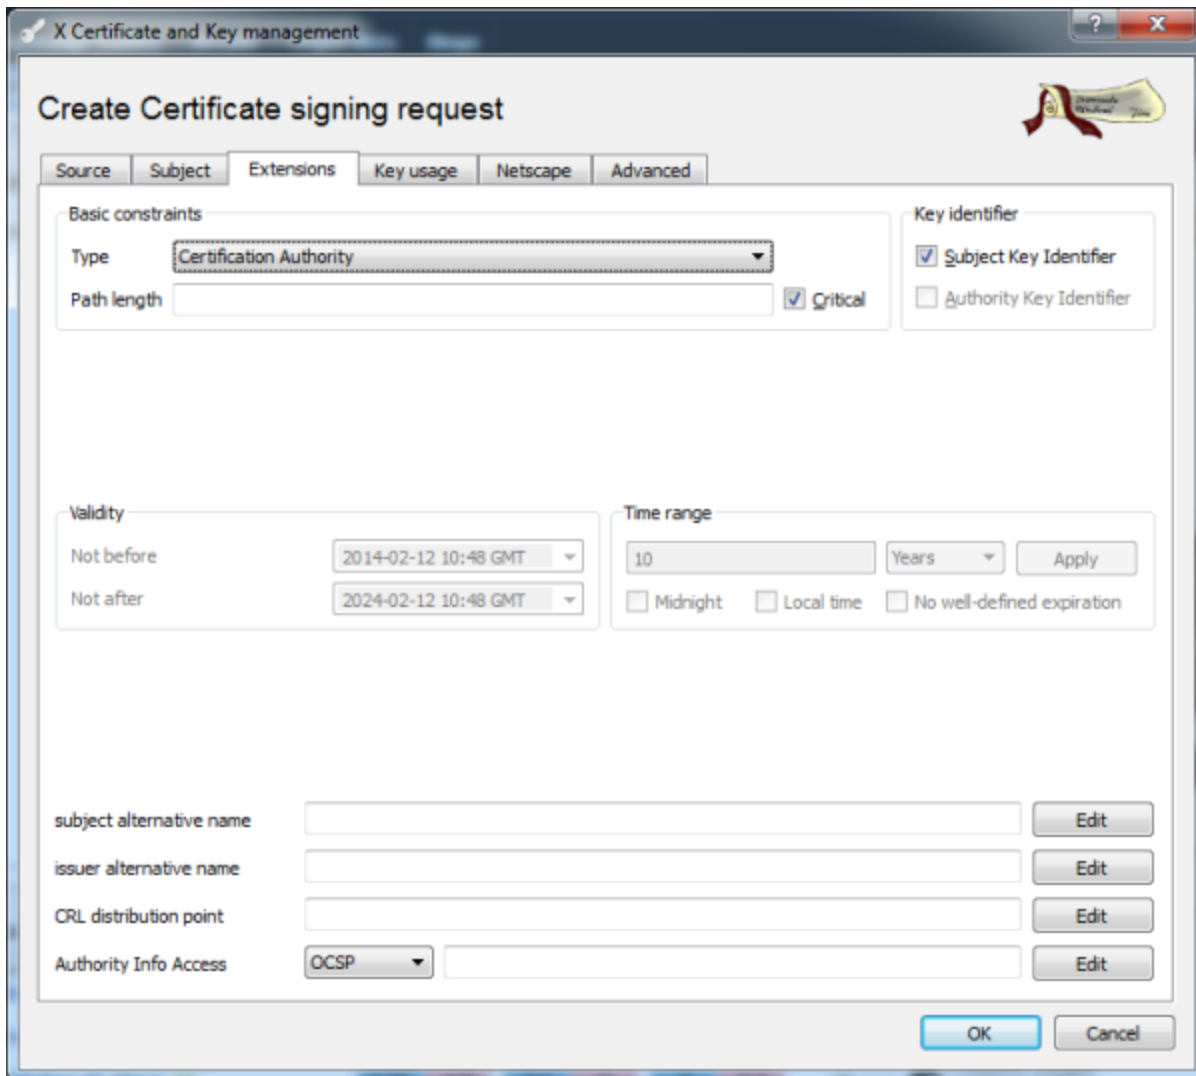 X Certificate and Key management
Create Certificate signing request
Source Subject Extensions Key usage Netscape Advanced
Basic constraints
Key identifier
Type Certification Authority
Subject Key Identifier
Path length Critical
Authority Key Identifier
Validity
Time range
Not before 2014-02-12 10:48 GMT
10 Years Apply
Not after 2024-02-12 10:48 GMT
Midnight Local time No well-defined expiration
subject alternative name Edit
issuer alternative name Edit
CRL distribution point Edit
Authority Info Access OCSP Edit
OK Cancel